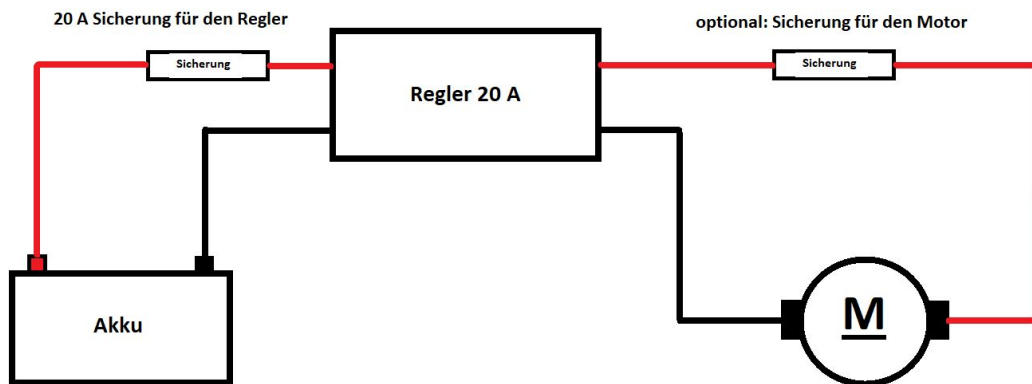 20 A Sicherung für den Regler
optional: Sicherung für den Motor
Sicherung
Sicherung
Regler 20 A
Akku
M